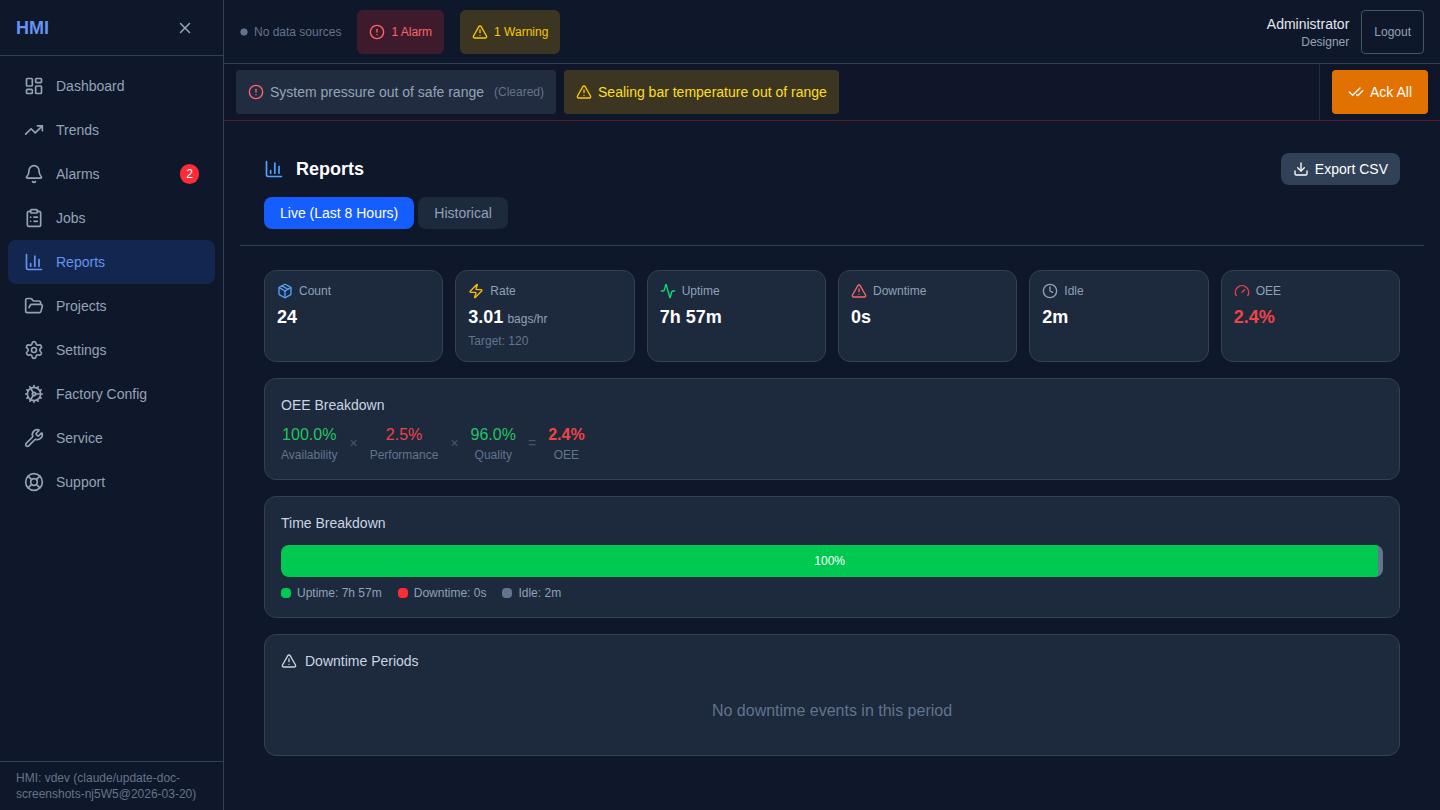 HMI
No data sources
1 Alarm
1 Warning
Administrator
Designer
Logout
System pressure out of safe range (Cleared)
Sealing bar temperature out of range
Ack All
Dashboard
Trends
Alarms 2
Jobs
Reports
Projects
Settings
Factory Config
Service
Support
HMI: vdev (claude/update-doc-
screenshots-nj5W5@2026-03-20)
Reports
Export CSV
Live (Last 8 Hours)
Historical
Count
24
Rate
3.01 bags/hr
Target: 120
Uptime
7h 57m
Downtime
0s
Idle
2m
OEE
2.4%
OEE Breakdown
100.0% × 2.5% × 96.0% = 2.4%
Availability Performance Quality OEE
Time Breakdown
100%
Uptime: 7h 57m Downtime: 0s Idle: 2m
Downtime Periods
No downtime events in this period